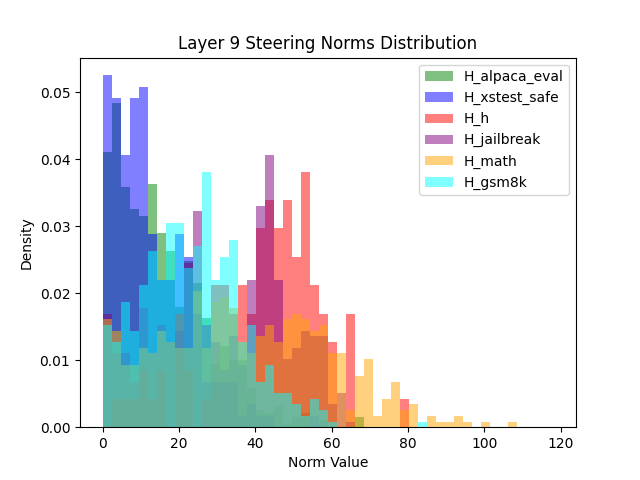 Layer 9 Steering Norms Distribution
H_alpaca_eval
H_xstest_safe
H_h
H_jailbreak
H_math
H_gsm8k
Density
0.05
0.04
0.03
0.02
0.01
0.00
0 20 40 60 80 100 120
Norm Value